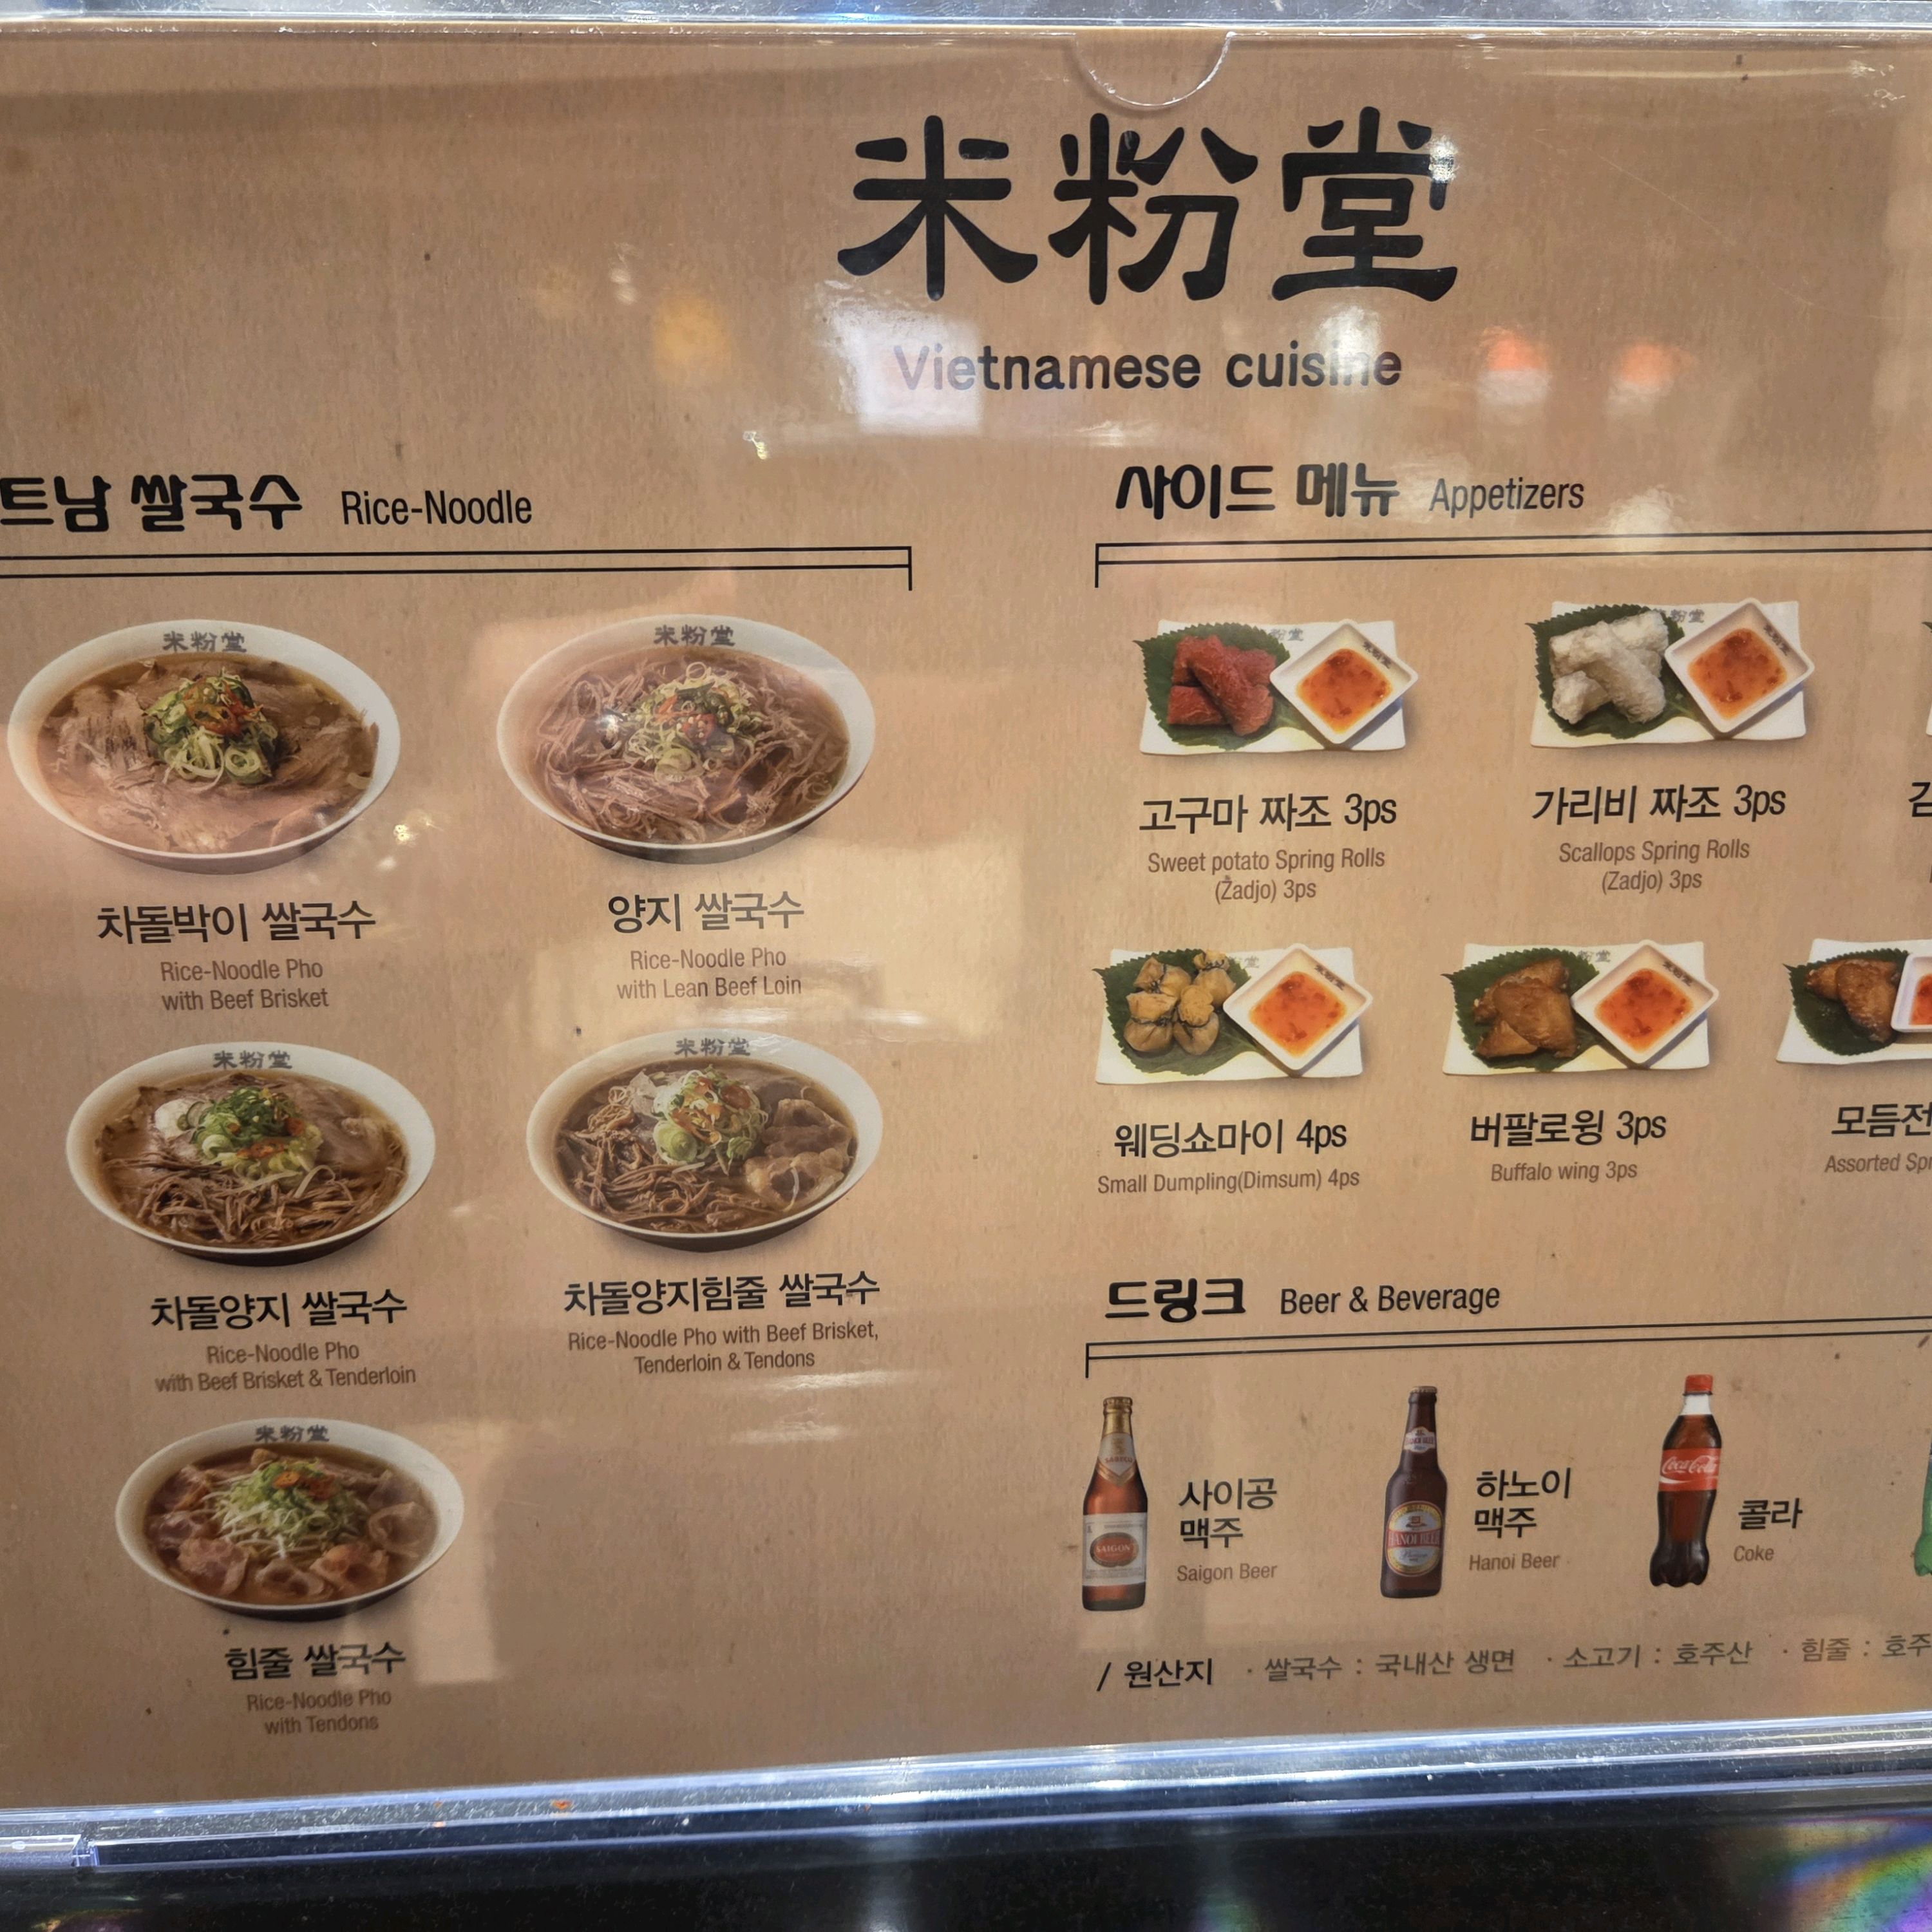 米粉堂
Vietnamese cuisine
트남 쌀국수 Rice-Noodle
米粉堂
米粉堂
차돌박이 쌀국수
Rice-Noodle Pho
with Beef Brisket
양지 쌀국수
Rice-Noodle Pho
with Lean Beef Loin
米粉堂
米粉堂
차돌양지 쌀국수
Rice-Noodle Pho
with Beef Brisket & Tenderloin
차돌양지힘줄 쌀국수
Rice-Noodle Pho with Beef Brisket,
Tenderloin & Tendons
米粉堂
힘줄 쌀국수
Rice-Noodle Pho
with Tendons
사이드 메뉴 Appetizers
고구마 짜조 3ps
Sweet potato Spring Rolls
(Zadjo) 3ps
가리비 짜조 3ps
Scallops Spring Rolls
(Zadjo) 3ps
웨딩쇼마이 4ps
Small Dumpling(Dimsum) 4ps
버팔로윙 3ps
Buffalo wing 3ps
모듬전
Assorted Spr
드링크 Beer & Beverage
SAIGON
사이공
맥주
Saigon Beer
HANOI BEER
하노이
맥주
Hanoi Beer
Coca-Cola
콜라
Coke
/ 원산지 · 쌀국수 : 국내산 생면 · 소고기 : 호주산 · 힘줄 : 호주